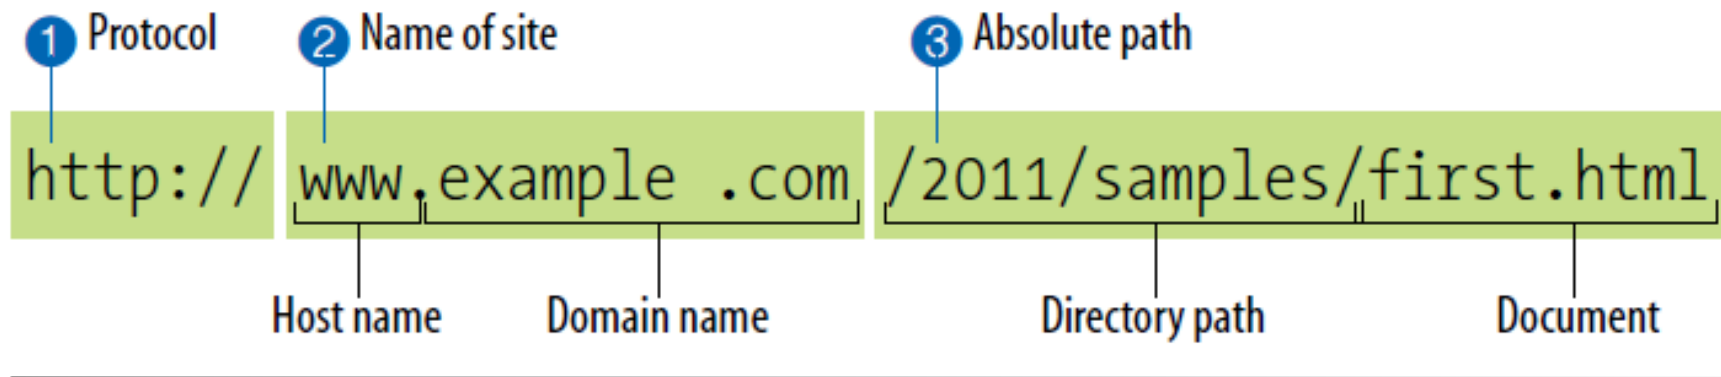 1 Protocol 2 Name of site 3 Absolute path
http:// www.example .com /2011/samples/first.html
Host name Domain name Directory path Document